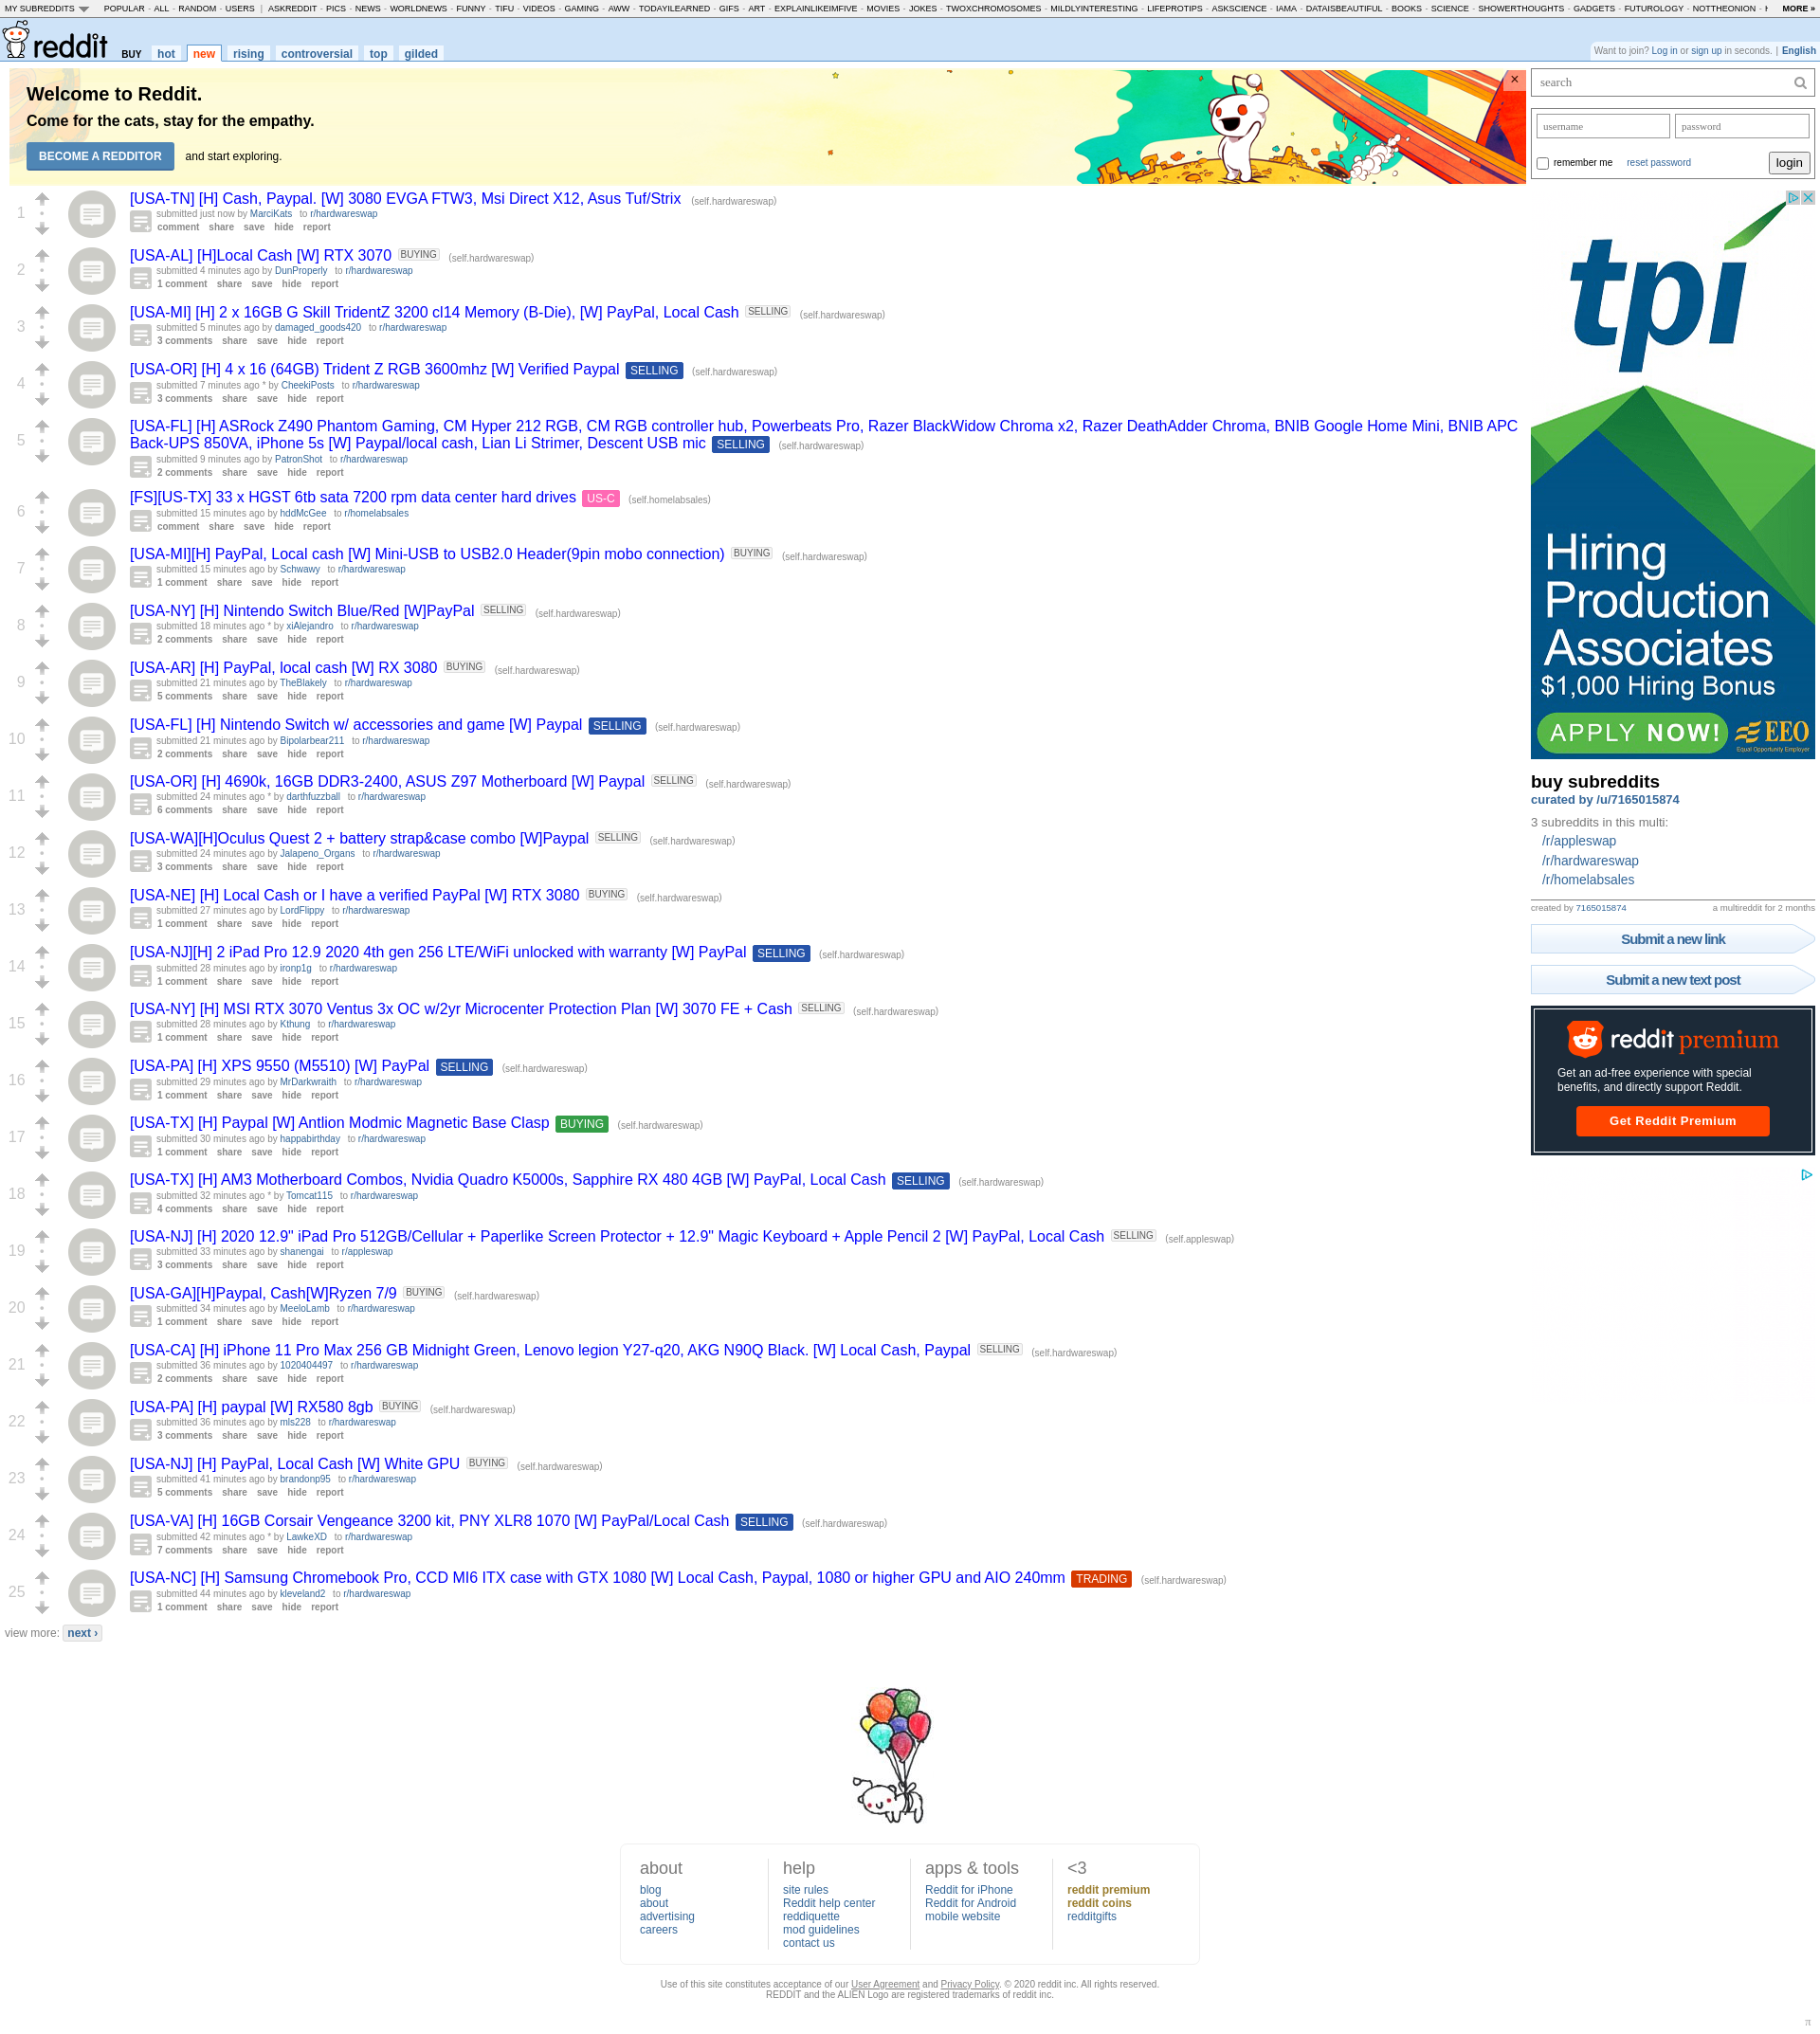 MY SUBREDDITS POPULAR - ALL - RANDOM - USERS | ASKREDDIT - PICS - NEWS - WORLDNEWS - FUNNY - TIFU - VIDEOS - GAMING - AWW - TODAYILEARNED - GIFS - ART - EXPLAINLIKEIMFIVE - MOVIES - JOKES - TWOXCHROMOSOMES - MILDLYINTERESTING - LIFEPROTIPS - ASKSCIENCE - IAMA - DATAISBEAUTIFUL - BOOKS - SCIENCE - SHOWERTHOUGHTS - GADGETS - FUTUROLOGY - NOTTHEONION - MORE »
reddit BUY hot new rising controversial top gilded
Want to join? Log in or sign up in seconds. | English
Welcome to Reddit.
Come for the cats, stay for the empathy.
BECOME A REDDITOR and start exploring.
×
search
username password
remember me reset password login
1
[USA-TN] [H] Cash, Paypal. [W] 3080 EVGA FTW3, Msi Direct X12, Asus Tuf/Strix (self.hardwareswap)
submitted just now by MarciKats to r/hardwareswap
comment share save hide report
2
[USA-AL] [H]Local Cash [W] RTX 3070 BUYING (self.hardwareswap)
submitted 4 minutes ago by DunProperly to r/hardwareswap
1 comment share save hide report
3
[USA-MI] [H] 2 x 16GB G Skill TridentZ 3200 cl14 Memory (B-Die), [W] PayPal, Local Cash SELLING (self.hardwareswap)
submitted 5 minutes ago by damaged_goods420 to r/hardwareswap
3 comments share save hide report
4
[USA-OR] [H] 4 x 16 (64GB) Trident Z RGB 3600mhz [W] Verified Paypal SELLING (self.hardwareswap)
submitted 7 minutes ago * by CheekiPosts to r/hardwareswap
3 comments share save hide report
5
[USA-FL] [H] ASRock Z490 Phantom Gaming, CM Hyper 212 RGB, CM RGB controller hub, Powerbeats Pro, Razer BlackWidow Chroma x2, Razer DeathAdder Chroma, BNIB Google Home Mini, BNIB APC
Back-UPS 850VA, iPhone 5s [W] Paypal/local cash, Lian Li Strimer, Descent USB mic SELLING (self.hardwareswap)
submitted 9 minutes ago by PatronShot to r/hardwareswap
2 comments share save hide report
6
[FS][US-TX] 33 x HGST 6tb sata 7200 rpm data center hard drives US-C (self.homelabsales)
submitted 15 minutes ago by hddMcGee to r/homelabsales
comment share save hide report
7
[USA-MI][H] PayPal, Local cash [W] Mini-USB to USB2.0 Header(9pin mobo connection) BUYING (self.hardwareswap)
submitted 15 minutes ago by Schwawy to r/hardwareswap
1 comment share save hide report
8
[USA-NY] [H] Nintendo Switch Blue/Red [W]PayPal SELLING (self.hardwareswap)
submitted 18 minutes ago * by xiAlejandro to r/hardwareswap
2 comments share save hide report
9
[USA-AR] [H] PayPal, local cash [W] RX 3080 BUYING (self.hardwareswap)
submitted 21 minutes ago by TheBlakely to r/hardwareswap
5 comments share save hide report
10
[USA-FL] [H] Nintendo Switch w/ accessories and game [W] Paypal SELLING (self.hardwareswap)
submitted 21 minutes ago by Bipolarbear211 to r/hardwareswap
2 comments share save hide report
11
[USA-OR] [H] 4690k, 16GB DDR3-2400, ASUS Z97 Motherboard [W] Paypal SELLING (self.hardwareswap)
submitted 24 minutes ago * by darthfuzzball to r/hardwareswap
6 comments share save hide report
12
[USA-WA][H]Oculus Quest 2 + battery strap&case combo [W]Paypal SELLING (self.hardwareswap)
submitted 24 minutes ago by Jalapeno_Organs to r/hardwareswap
3 comments share save hide report
13
[USA-NE] [H] Local Cash or I have a verified PayPal [W] RTX 3080 BUYING (self.hardwareswap)
submitted 27 minutes ago by LordFlippy to r/hardwareswap
1 comment share save hide report
14
[USA-NJ][H] 2 iPad Pro 12.9 2020 4th gen 256 LTE/WiFi unlocked with warranty [W] PayPal SELLING (self.hardwareswap)
submitted 28 minutes ago by ironp1g to r/hardwareswap
1 comment share save hide report
15
[USA-NY] [H] MSI RTX 3070 Ventus 3x OC w/2yr Microcenter Protection Plan [W] 3070 FE + Cash SELLING (self.hardwareswap)
submitted 28 minutes ago by Kthung to r/hardwareswap
1 comment share save hide report
16
[USA-PA] [H] XPS 9550 (M5510) [W] PayPal SELLING (self.hardwareswap)
submitted 29 minutes ago by MrDarkwraith to r/hardwareswap
1 comment share save hide report
17
[USA-TX] [H] Paypal [W] Antlion Modmic Magnetic Base Clasp BUYING (self.hardwareswap)
submitted 30 minutes ago by happabirthday to r/hardwareswap
1 comment share save hide report
18
[USA-TX] [H] AM3 Motherboard Combos, Nvidia Quadro K5000s, Sapphire RX 480 4GB [W] PayPal, Local Cash SELLING (self.hardwareswap)
submitted 32 minutes ago * by Tomcat115 to r/hardwareswap
4 comments share save hide report
19
[USA-NJ] [H] 2020 12.9" iPad Pro 512GB/Cellular + Paperlike Screen Protector + 12.9" Magic Keyboard + Apple Pencil 2 [W] PayPal, Local Cash SELLING (self.appleswap)
submitted 33 minutes ago by shanengai to r/appleswap
3 comments share save hide report
20
[USA-GA][H]Paypal, Cash[W]Ryzen 7/9 BUYING (self.hardwareswap)
submitted 34 minutes ago by MeeloLamb to r/hardwareswap
1 comment share save hide report
21
[USA-CA] [H] iPhone 11 Pro Max 256 GB Midnight Green, Lenovo legion Y27-q20, AKG N90Q Black. [W] Local Cash, Paypal SELLING (self.hardwareswap)
submitted 36 minutes ago by 1020404497 to r/hardwareswap
2 comments share save hide report
22
[USA-PA] [H] paypal [W] RX580 8gb BUYING (self.hardwareswap)
submitted 36 minutes ago by mls228 to r/hardwareswap
3 comments share save hide report
23
[USA-NJ] [H] PayPal, Local Cash [W] White GPU BUYING (self.hardwareswap)
submitted 41 minutes ago by brandonp95 to r/hardwareswap
5 comments share save hide report
24
[USA-VA] [H] 16GB Corsair Vengeance 3200 kit, PNY XLR8 1070 [W] PayPal/Local Cash SELLING (self.hardwareswap)
submitted 42 minutes ago * by LawkeXD to r/hardwareswap
7 comments share save hide report
25
[USA-NC] [H] Samsung Chromebook Pro, CCD MI6 ITX case with GTX 1080 [W] Local Cash, Paypal, 1080 or higher GPU and AIO 240mm TRADING (self.hardwareswap)
submitted 44 minutes ago by kleveland2 to r/hardwareswap
1 comment share save hide report
view more: next ›
tpi
Hiring
Production
Associates
$1,000 Hiring Bonus
APPLY NOW! EEO
Equal Opportunity Employer
buy subreddits
curated by /u/7165015874
3 subreddits in this multi:
/r/appleswap
/r/hardwareswap
/r/homelabsales
created by 7165015874 a multireddit for 2 months
Submit a new link
Submit a new text post
reddit premium
Get an ad-free experience with special
benefits, and directly support Reddit.
Get Reddit Premium
about
blog
about
advertising
careers
help
site rules
Reddit help center
reddiquette
mod guidelines
contact us
apps & tools
Reddit for iPhone
Reddit for Android
mobile website
<3
reddit premium
reddit coins
redditgifts
Use of this site constitutes acceptance of our User Agreement and Privacy Policy. © 2020 reddit inc. All rights reserved.
REDDIT and the ALIEN Logo are registered trademarks of reddit inc.
π